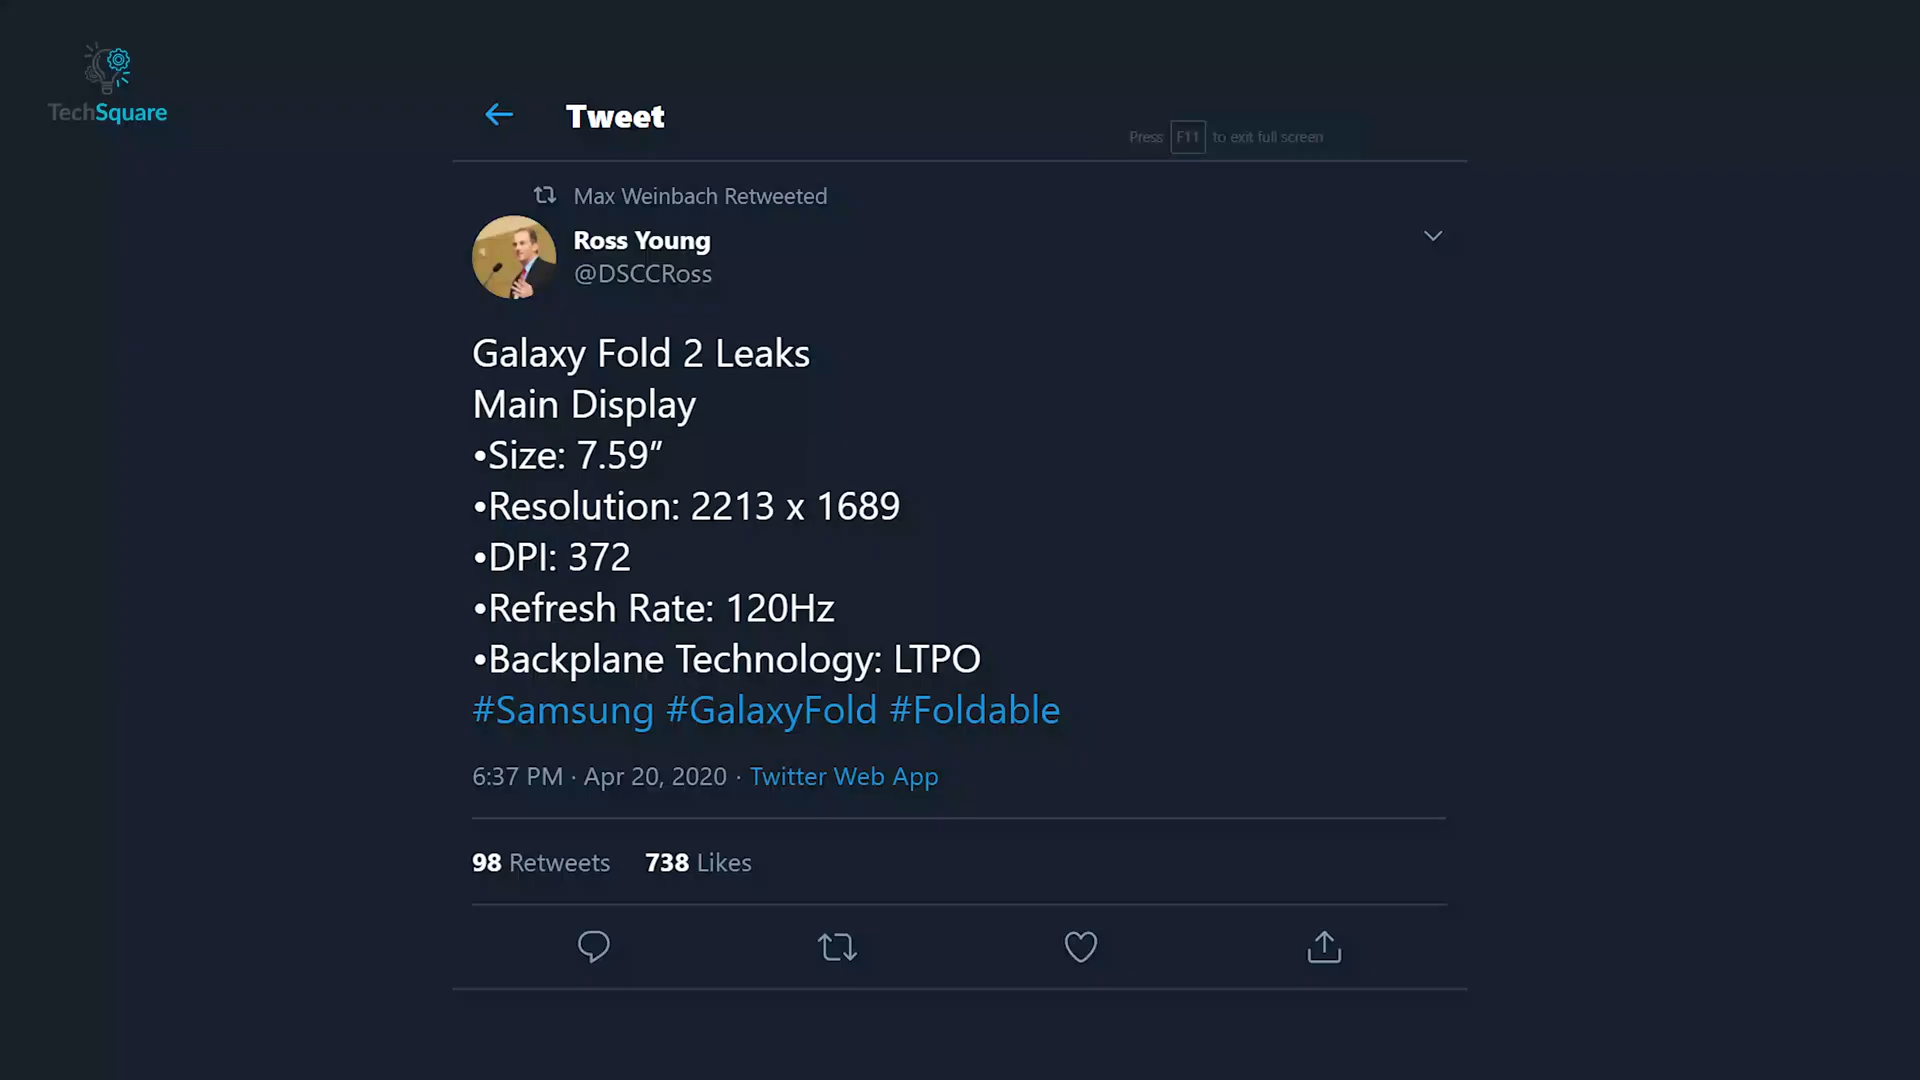 TechSquare
Tweet
Press F11 to exit full screen
Max Weinbach Retweeted
Ross Young
@DSCCRoss
Galaxy Fold 2 Leaks
Main Display
•Size: 7.59”
•Resolution: 2213 x 1689
•DPI: 372
•Refresh Rate: 120Hz
•Backplane Technology: LTPO
#Samsung #GalaxyFold #Foldable
6:37 PM · Apr 20, 2020 · Twitter Web App
98 Retweets 738 Likes